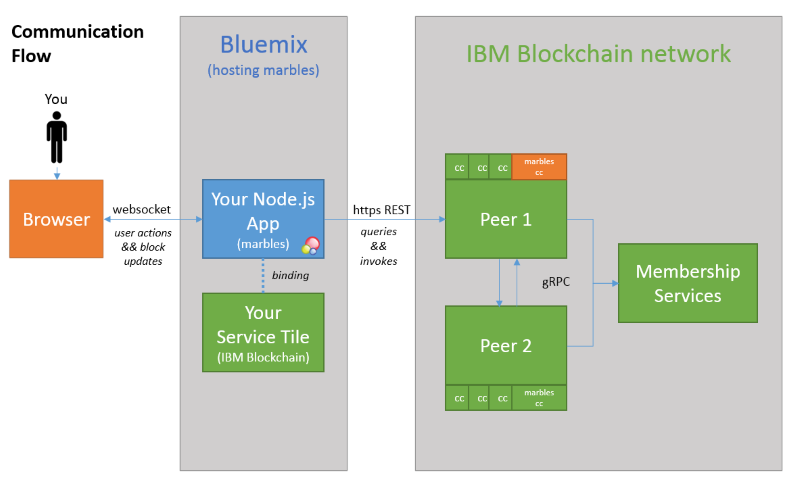 Communication
Flow
You
Browser
websocket
user actions
&& block
updates
Bluemix
(hosting marbles)
Your Node.js
App
(marbles)
binding
Your
Service Tile
(IBM Blockchain)
https REST
queries
&&
invokes
IBM Blockchain network
cc cc cc marbles
cc
Peer 1
gRPC
Peer 2
cc cc cc marbles
cc
Membership
Services